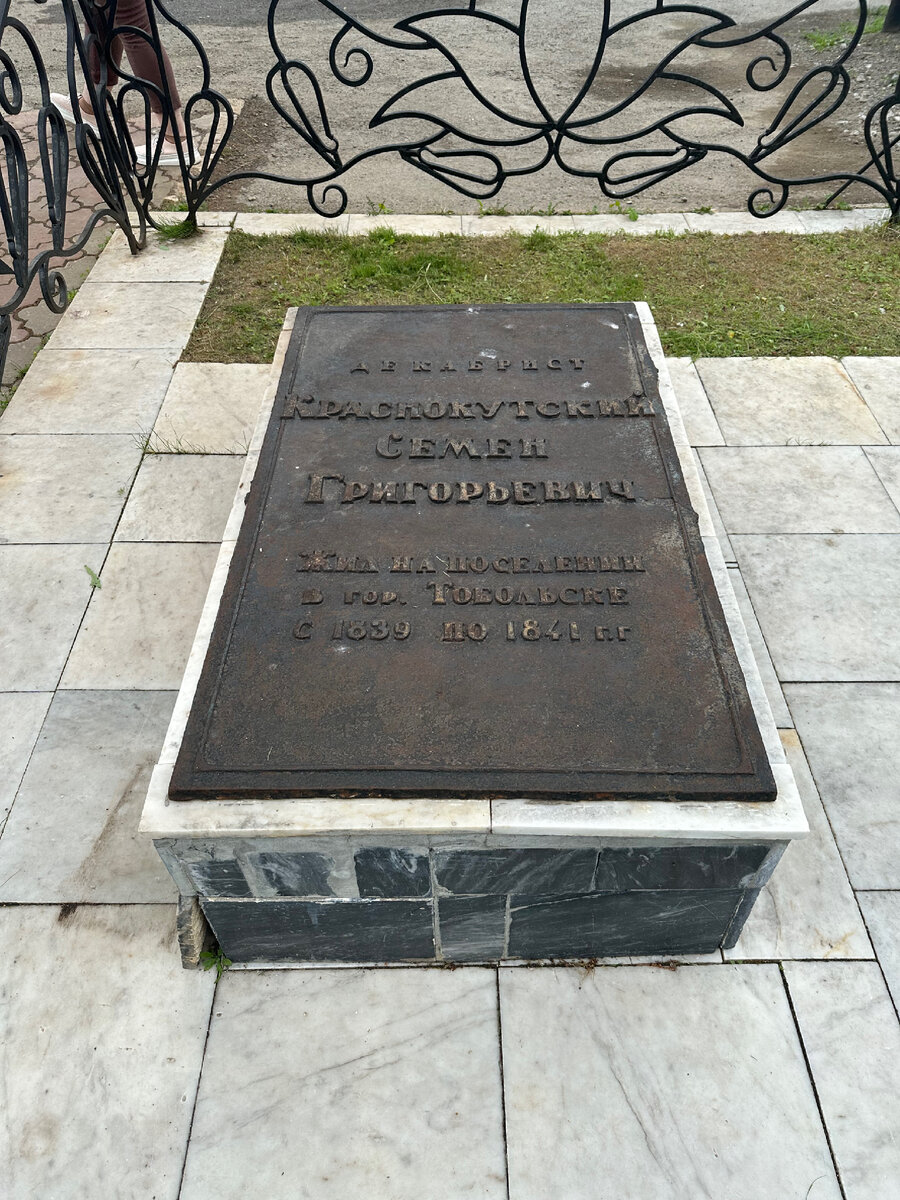 ДЕКАБРИСТ
КРАСНОКУТСКИЙ
СЕМЕН
ГРИГОРЬЕВИЧ
ЖИЛ НА ПОСЕЛЕНИИ
В ГОР. ТОБОЛЬСКЕ
С 1839 ПО 1841 ГГ